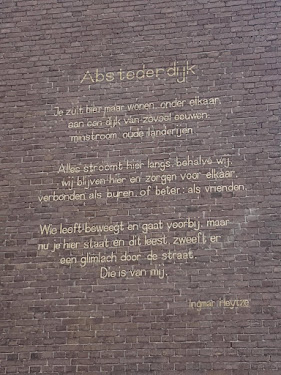 Abstederdijk
Je zult hier maar wonen, onder elkaar,
aan een dijk van zoveel eeuwen
minstroom, oude landerijen.
Alles stroomt hier langs, behalve wij,
wij blijven hier en zorgen voor elkaar,
verbonden als buren, of beter: als vrienden.
Wie leeft beweegt en gaat voorbij, maar
nu je hier staat en dit leest, zweeft er
een glimlach door de straat.
Die is van mij.
Ingmar Heytze